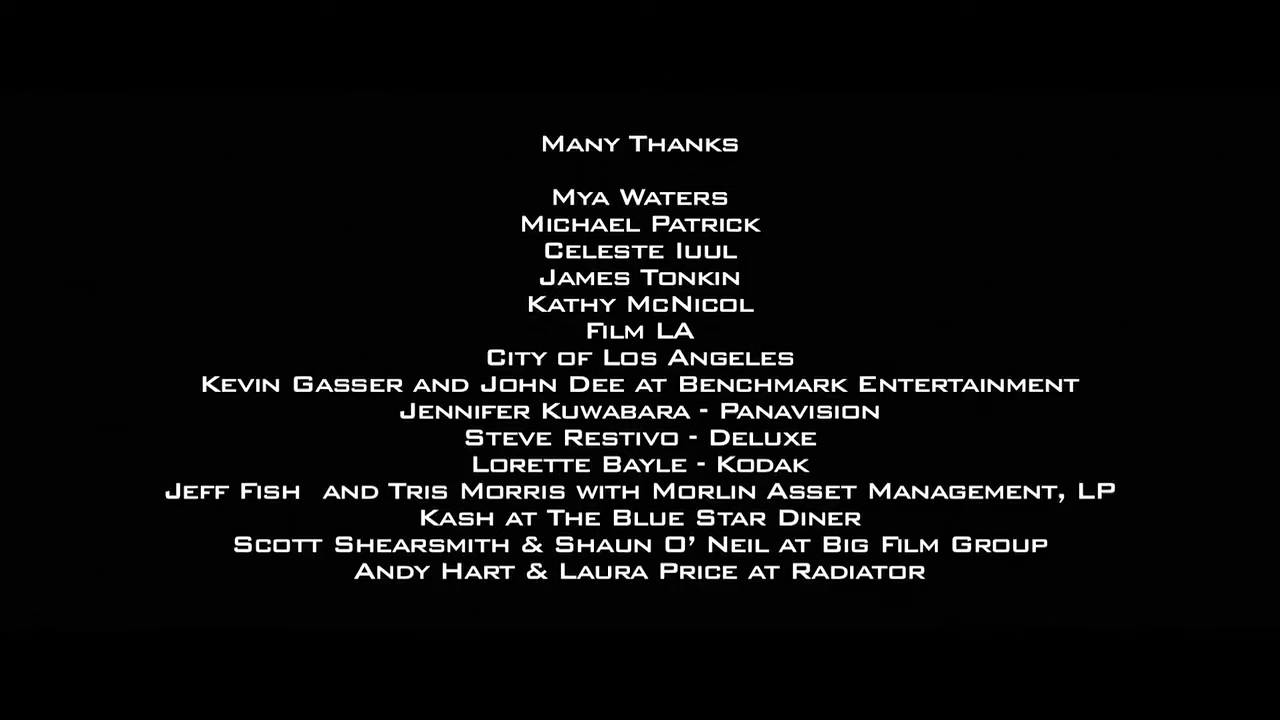 Many Thanks
Mya Waters
Michael Patrick
Celeste Iuul
James Tonkin
Kathy McNicol
Film LA
City of Los Angeles
Kevin Gasser and John Dee at Benchmark Entertainment
Jennifer Kuwabara - Panavision
Steve Restivo - Deluxe
Lorette Bayle - Kodak
Jeff Fish  and Tris Morris with Morlin Asset Management, LP
Kash at The Blue Star Diner
Scott Shearsmith & Shaun O' Neil at Big Film Group
Andy Hart & Laura Price at Radiator